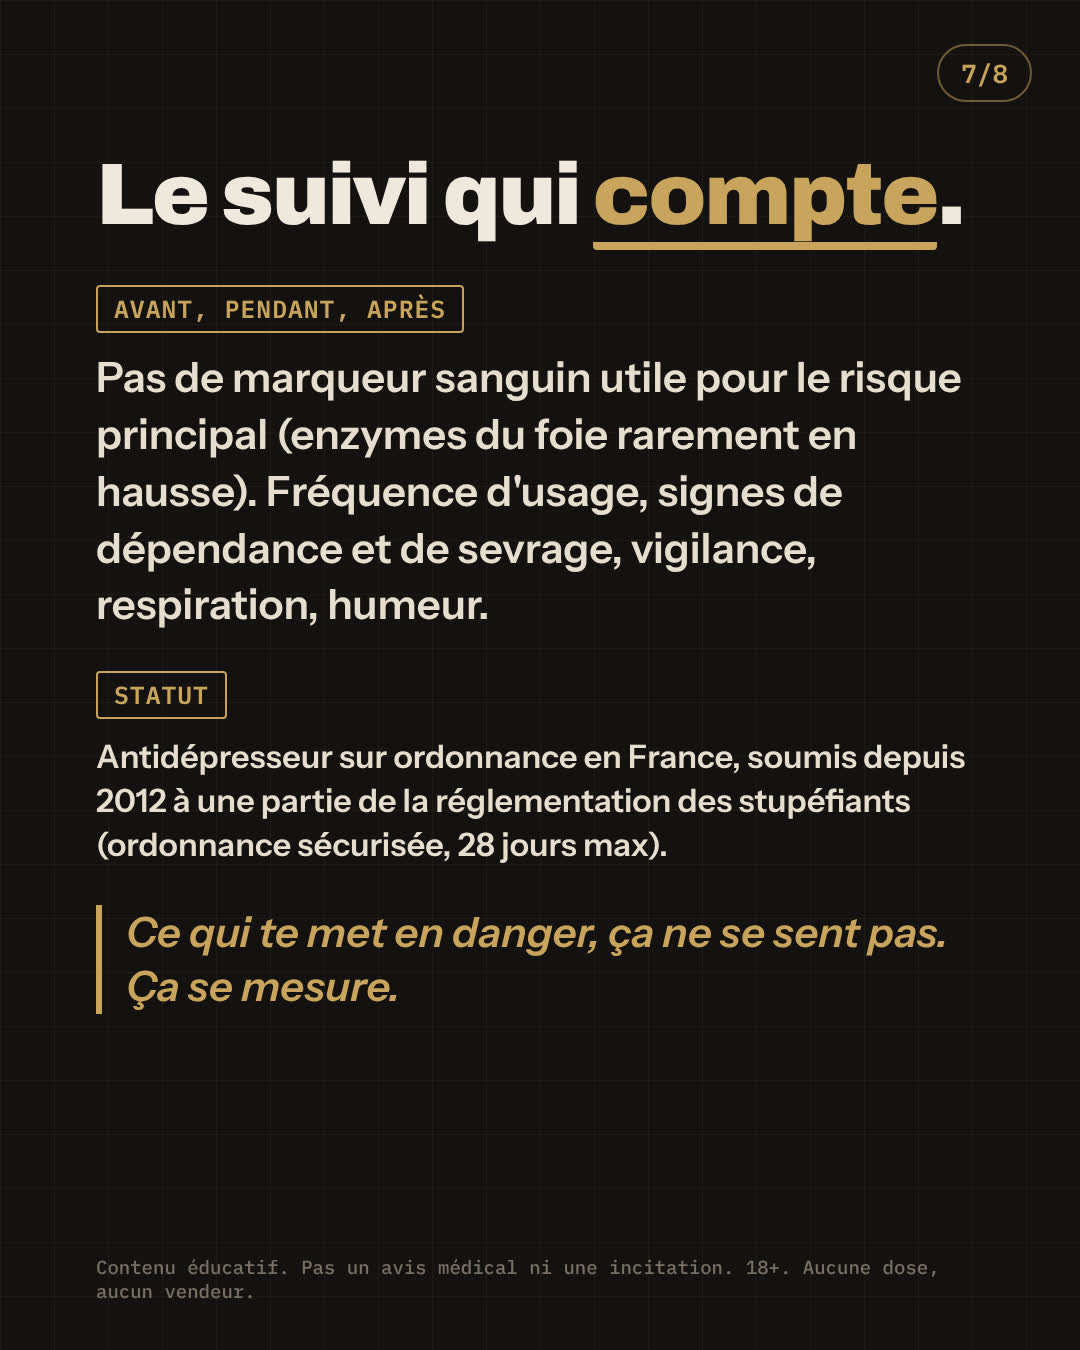 7/8
Le suivi qui compte.
AVANT, PENDANT, APRÈS
Pas de marqueur sanguin utile pour le risque
principal (enzymes du foie rarement en
hausse). Fréquence d'usage, signes de
dépendance et de sevrage, vigilance,
respiration, humeur.
STATUT
Antidépresseur sur ordonnance en France, soumis depuis
2012 à une partie de la réglementation des stupéfiants
(ordonnance sécurisée, 28 jours max).
Ce qui te met en danger, ça ne se sent pas.
Ça se mesure.
Contenu éducatif. Pas un avis médical ni une incitation. 18+. Aucune dose,
aucun vendeur.